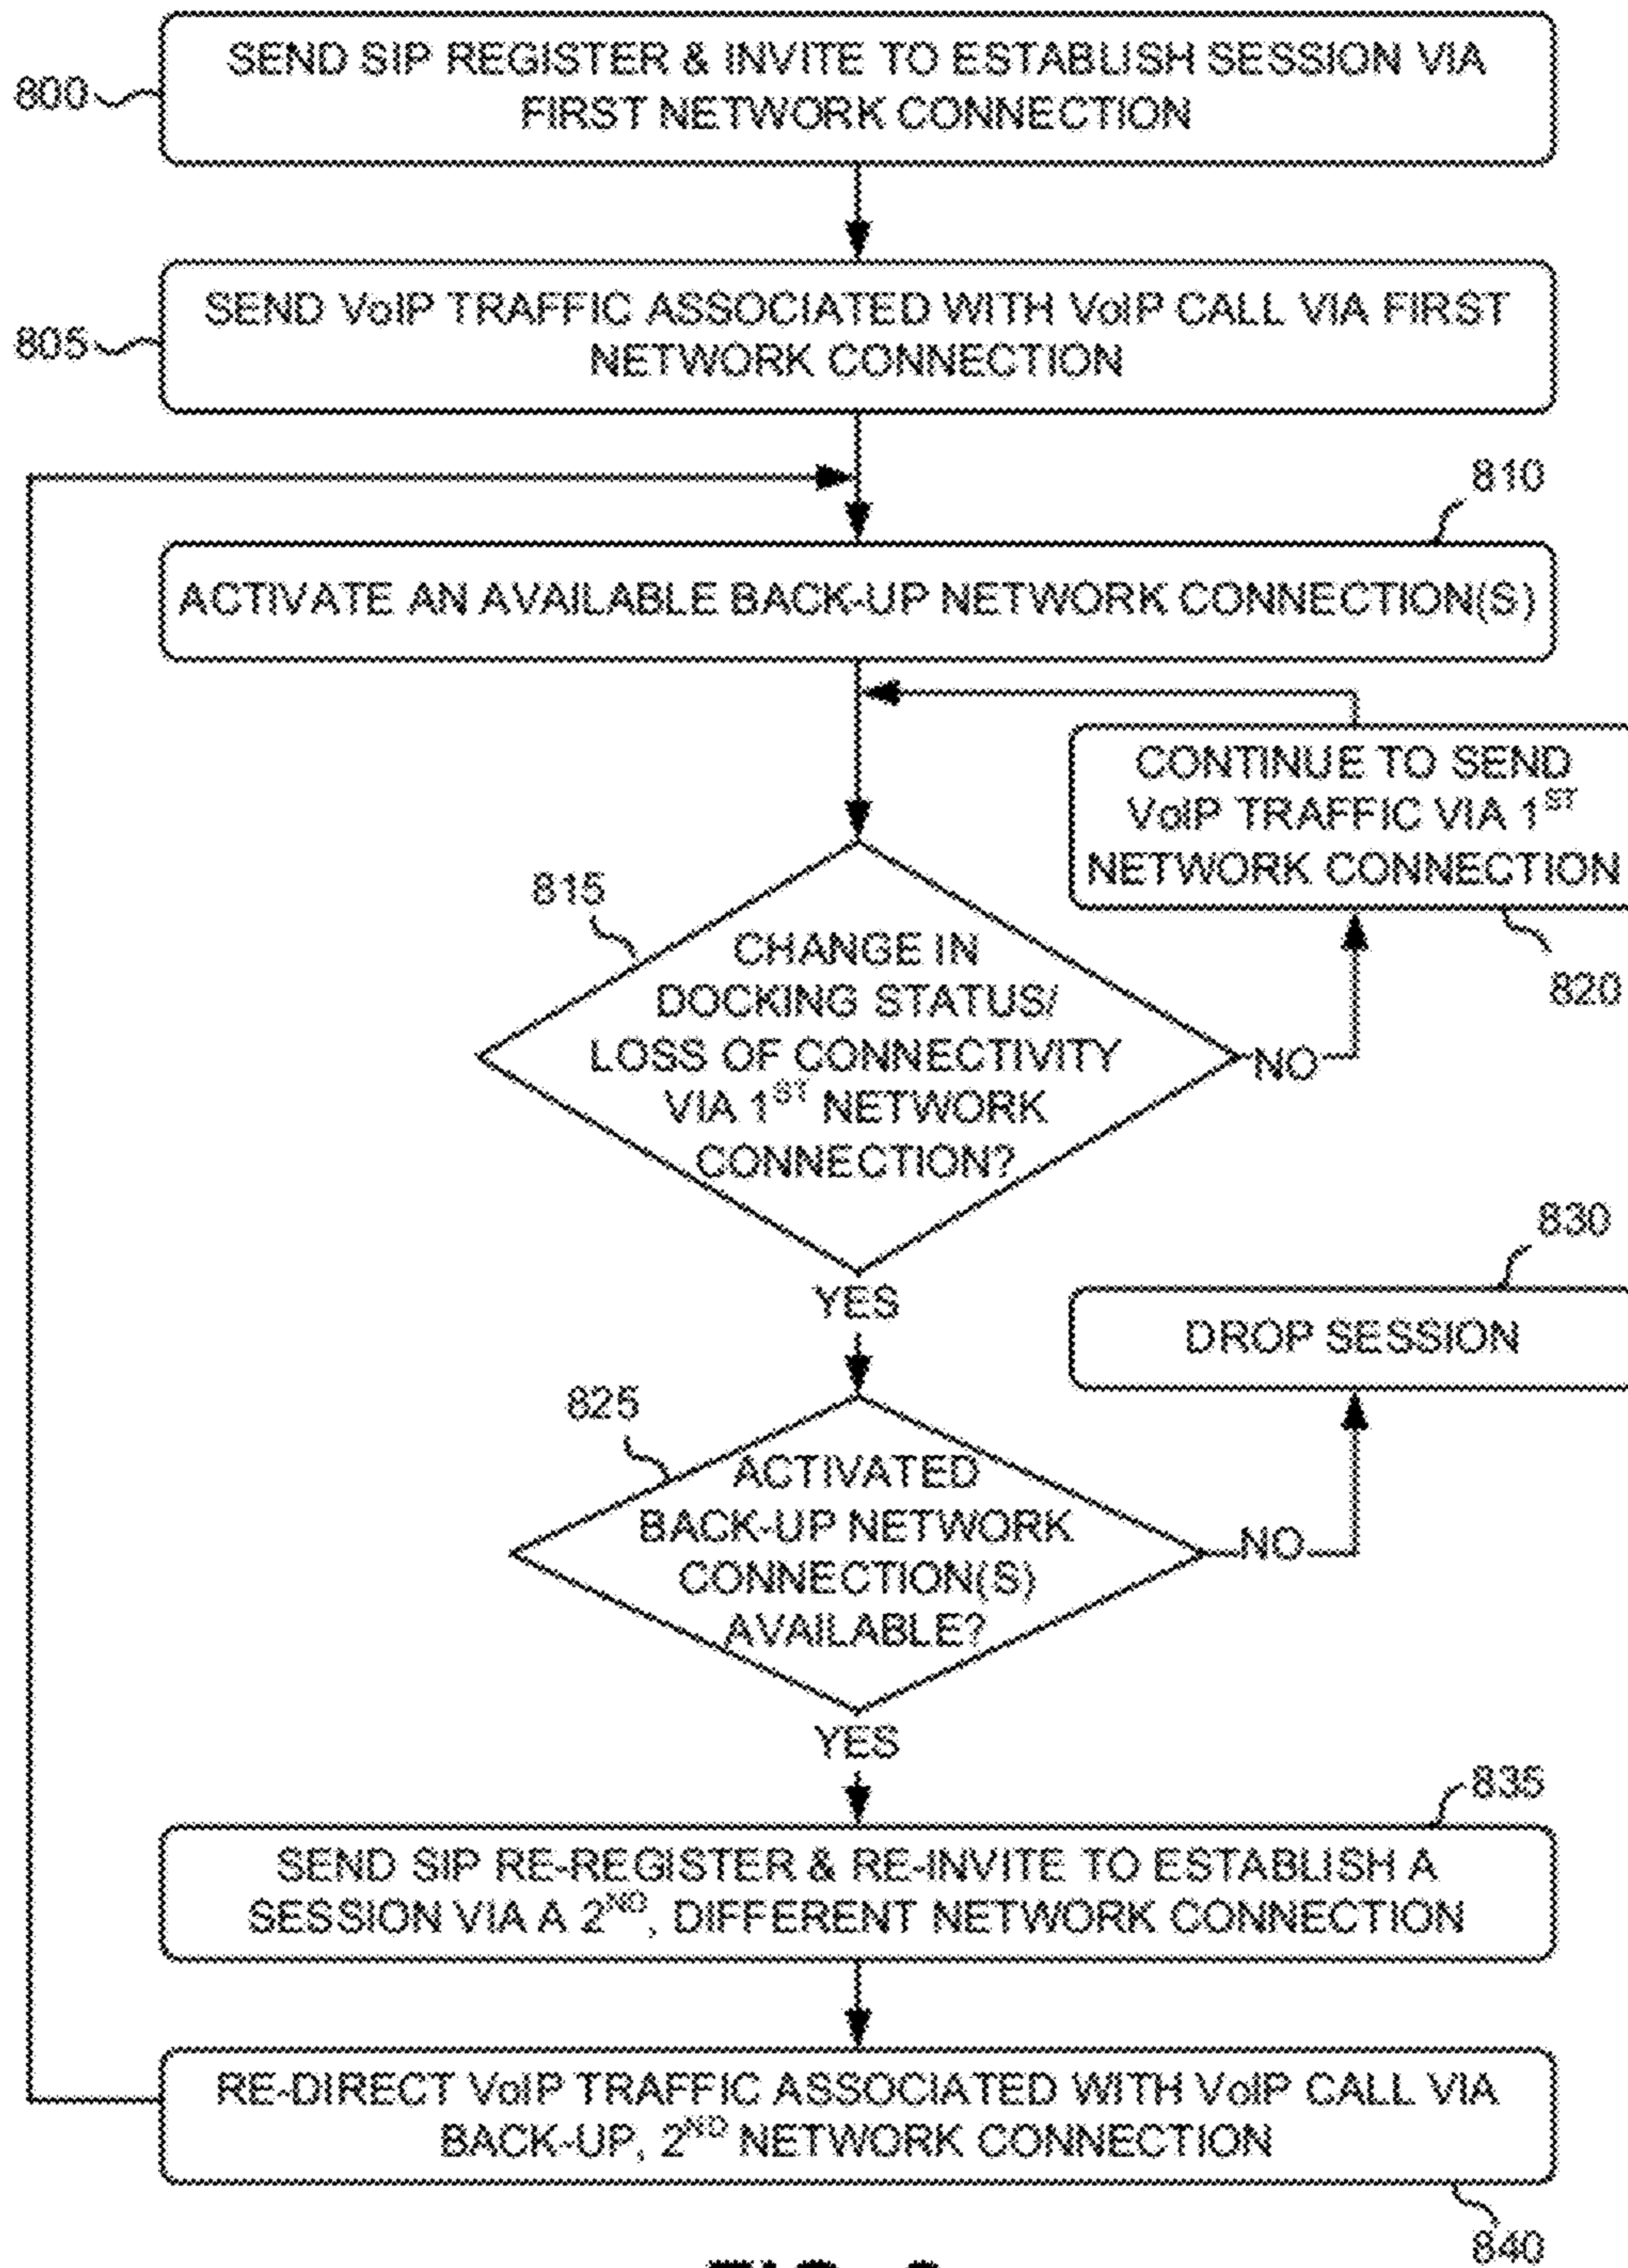 800
SEND SIP REGISTER & INVITE TO ESTABLISH SESSION VIA
FIRST NETWORK CONNECTION
805
SEND VoIP TRAFFIC ASSOCIATED WITH VoIP CALL VIA FIRST
NETWORK CONNECTION
810
ACTIVATE AN AVAILABLE BACK-UP NETWORK CONNECTION(S)
CONTINUE TO SEND
VoIP TRAFFIC VIA 1ST
NETWORK CONNECTION
820
815
CHANGE IN
DOCKING STATUS/
LOSS OF CONNECTIVITY
VIA 1ST NETWORK
CONNECTION?
NO
YES
830
DROP SESSION
825
ACTIVATED
BACK-UP NETWORK
CONNECTION(S)
AVAILABLE?
NO
YES
835
SEND SIP RE-REGISTER & RE-INVITE TO ESTABLISH A
SESSION VIA A 2ND, DIFFERENT NETWORK CONNECTION
RE-DIRECT VoIP TRAFFIC ASSOCIATED WITH VoIP CALL VIA
BACK-UP, 2ND NETWORK CONNECTION
840